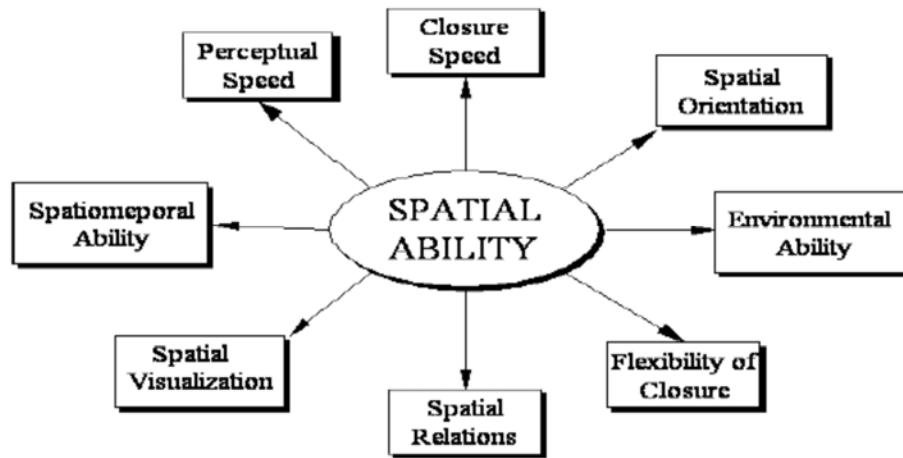 Closure
Speed
Perceptual
Speed
Spatial
Orientation
Spatiomeporal
Ability
SPATIAL
ABILITY
Environmental
Ability
Spatial
Visualization
Flexibility of
Closure
Spatial
Relations